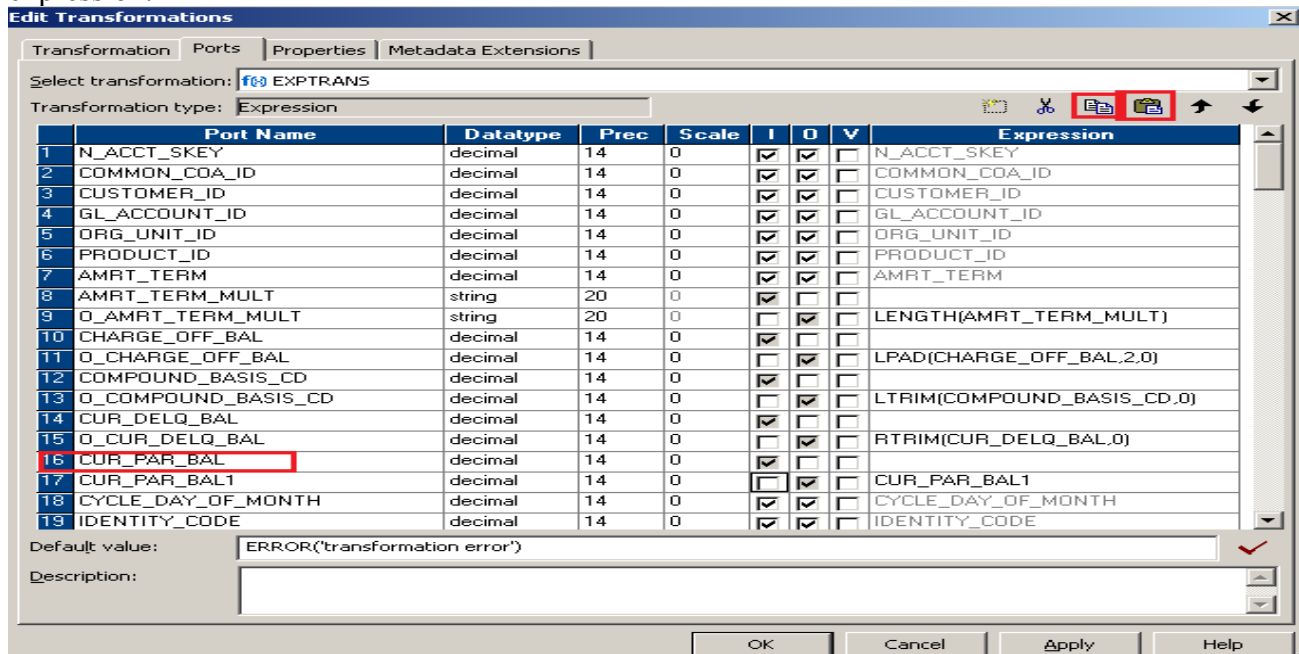 Edit Transformations
Transformation Ports Properties Metadata Extensions
Select transformation: f(x) EXPTRANS
Transformation type: Expression
Port Name Datatype Prec Scale I O V Expression
1 N_ACCT_SKEY decimal 14 0 N_ACCT_SKEY
2 COMMON_COA_ID decimal 14 0 COMMON_COA_ID
3 CUSTOMER_ID decimal 14 0 CUSTOMER_ID
4 GL_ACCOUNT_ID decimal 14 0 GL_ACCOUNT_ID
5 ORG_UNIT_ID decimal 14 0 ORG_UNIT_ID
6 PRODUCT_ID decimal 14 0 PRODUCT_ID
7 AMRT_TERM decimal 14 0 AMRT_TERM
8 AMRT_TERM_MULT string 20 0
9 O_AMRT_TERM_MULT string 20 0 LENGTH(AMRT_TERM_MULT)
10 CHARGE_OFF_BAL decimal 14 0
11 O_CHARGE_OFF_BAL decimal 14 0 LPAD(CHARGE_OFF_BAL,2,0)
12 COMPOUND_BASIS_CD decimal 14 0
13 O_COMPOUND_BASIS_CD decimal 14 0 LTRIM(COMPOUND_BASIS_CD,0)
14 CUR_DELQ_BAL decimal 14 0
15 O_CUR_DELQ_BAL decimal 14 0 RTRIM(CUR_DELQ_BAL,0)
16 CUR_PAR_BAL decimal 14 0
17 CUR_PAR_BAL1 decimal 14 0 CUR_PAR_BAL1
18 CYCLE_DAY_OF_MONTH decimal 14 0 CYCLE_DAY_OF_MONTH
19 IDENTITY_CODE decimal 14 0 IDENTITY_CODE
Default value: ERROR('transformation error')
Description:
OK Cancel Apply Help